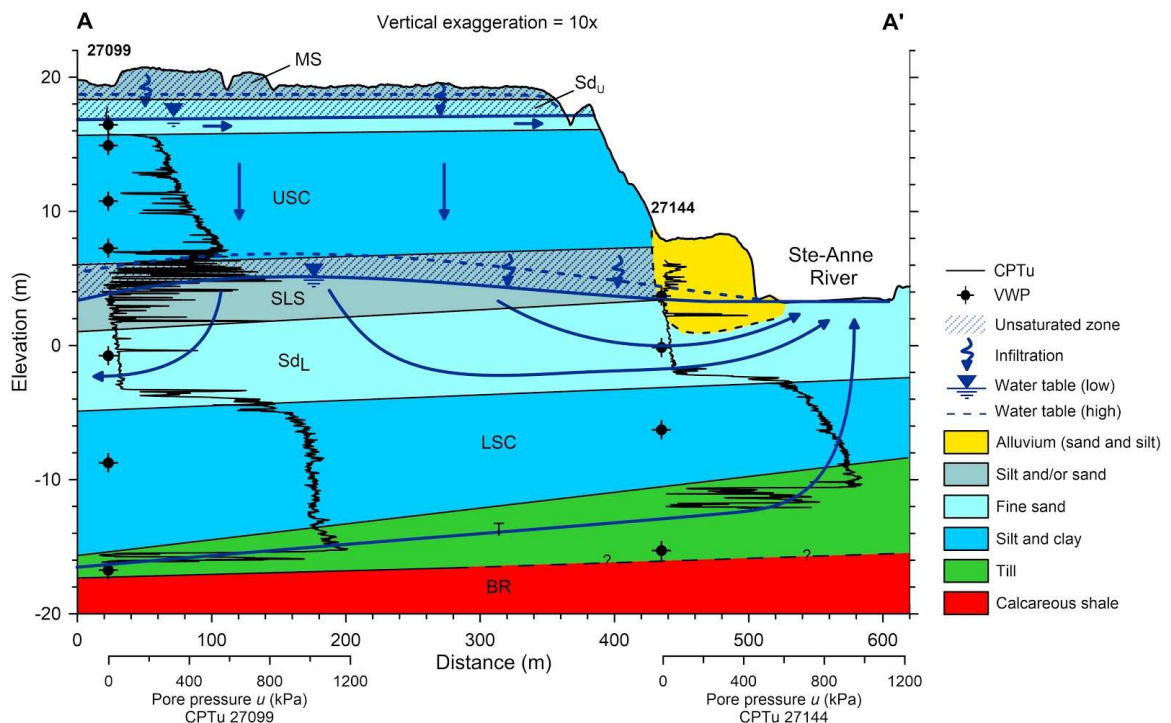 A
Vertical exaggeration = 10x
A'
27099
MS
Sd_U
20
10
0
-10
-20
Elevation (m)
USC
27144
Ste-Anne
River
SLS
Sd_L
LSC
T
?
?
BR
0
100
200
300
400
500
600
Distance (m)
0
400
800
1200
Pore pressure u (kPa)
CPTu 27099
0
400
800
1200
Pore pressure u (kPa)
CPTu 27144
CPTu
VWP
Unsaturated zone
Infiltration
Water table (low)
Water table (high)
Alluvium (sand and silt)
Silt and/or sand
Fine sand
Silt and clay
Till
Calcareous shale